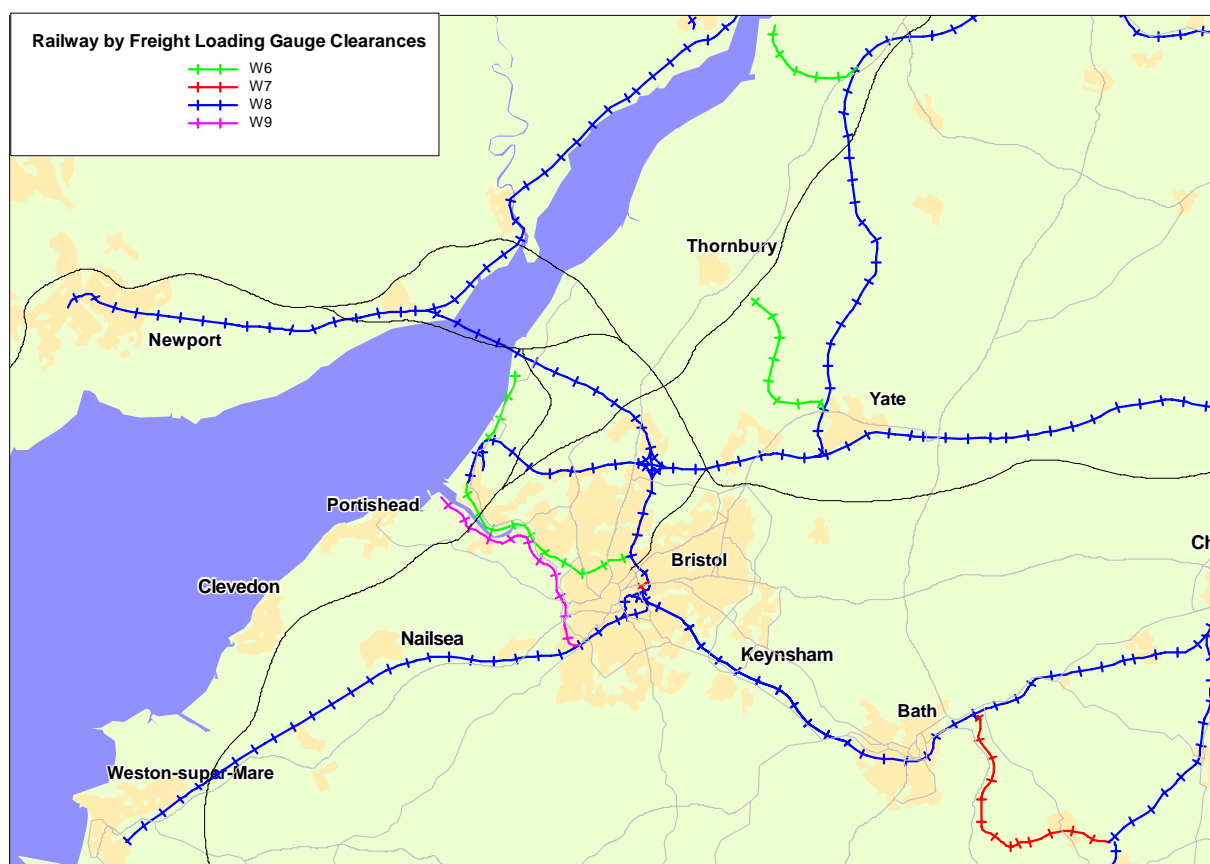 Railway by Freight Loading Gauge Clearances
W6
W7
W8
W9
Thornbury
Newport
Yate
Portishead
Bristol
Ch
Clevedon
Nailsea
Keynsham
Bath
Weston-super-Mare